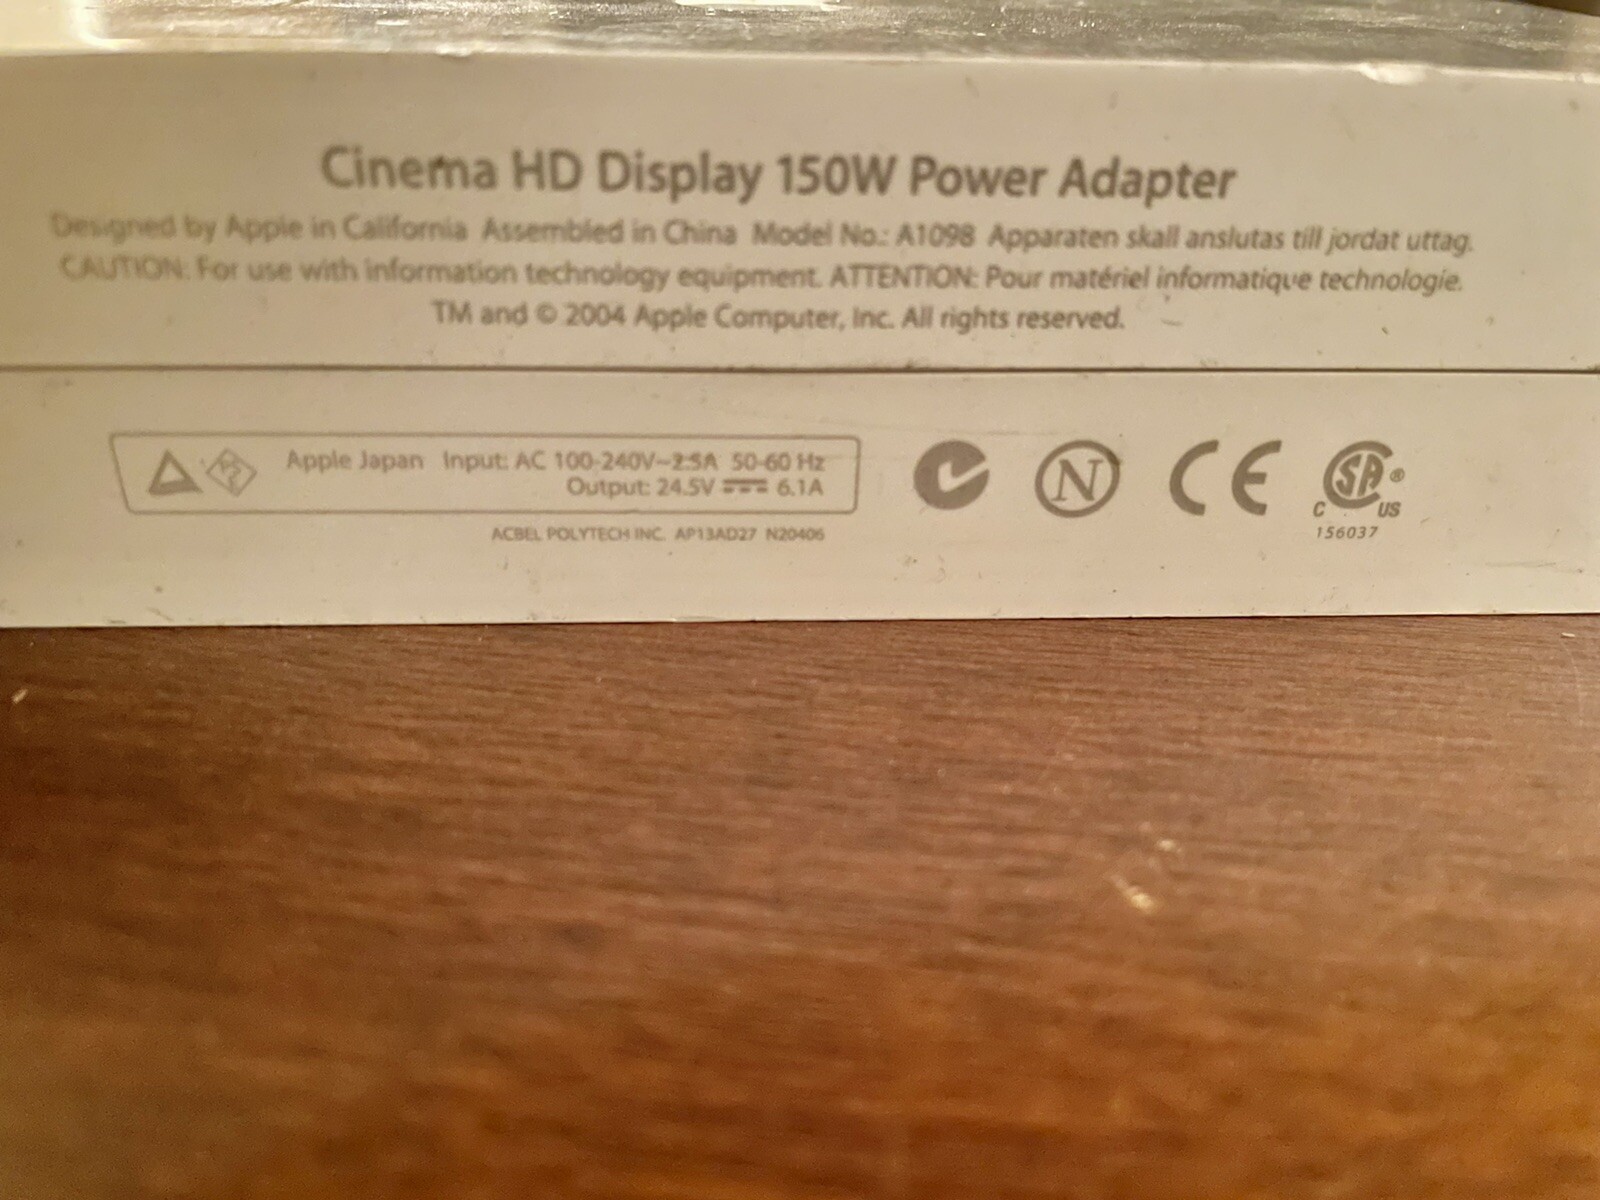 Cinema HD Display 150W Power Adapter
Designed by Apple in California Assembled in China Model No.: A1098 Apparaten skall anslutas till jordat uttag.
CAUTION: For use with information technology equipment. ATTENTION: Pour matériel informatique technologie.
TM and © 2004 Apple Computer, Inc. All rights reserved.
Apple Japan Input: AC 100-240V~2.5A 50-60 Hz
Output: 24.5V ⎓ 6.1A
ACBEL POLYTECH INC. AP13AD27 N20406
N CE SA ®
C US
156037